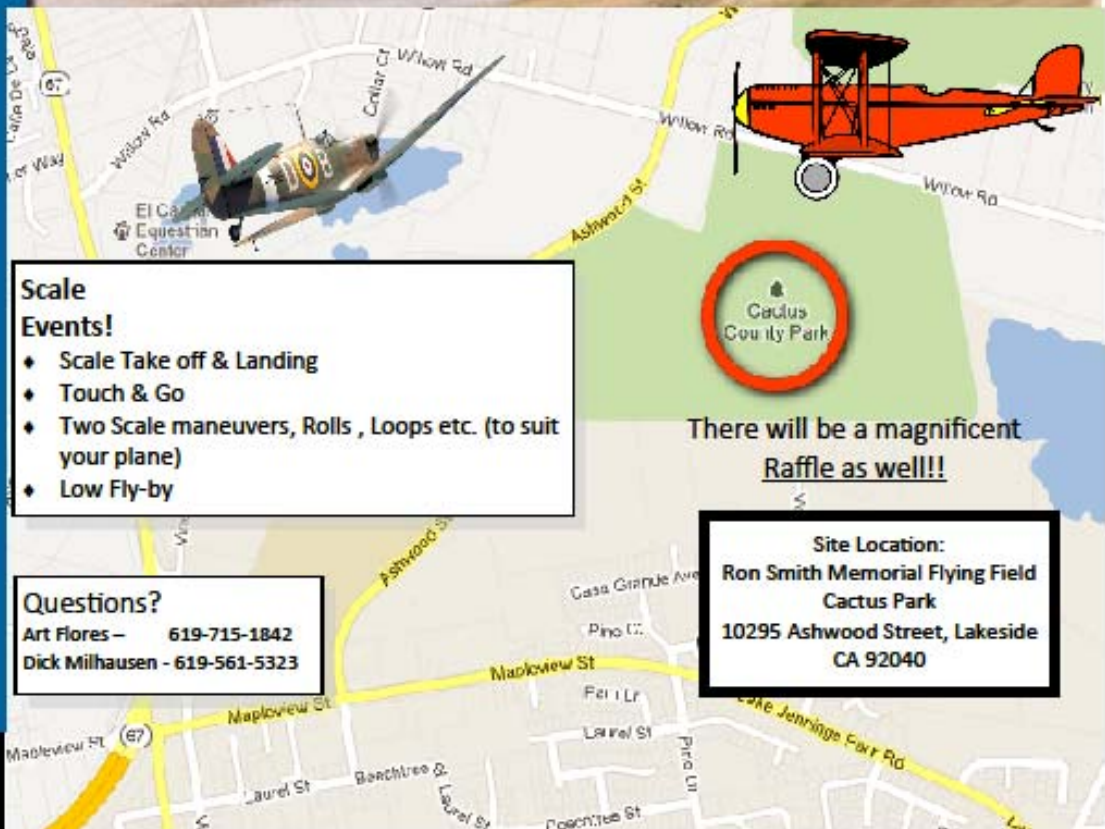 67
Willow Rd
Willow Rd
Willow Rd
Willow Rd
Ashwood St
El Ca
Equestrian
Center
Cactus
County Park
Scale
Events!
♦ Scale Take off & Landing
♦ Touch & Go
♦ Two Scale maneuvers, Rolls , Loops etc. (to suit
your plane)
♦ Low Fly-by
There will be a magnificent
Raffle as well!!
Site Location:
Ron Smith Memorial Flying Field
Cactus Park
10295 Ashwood Street, Lakeside
CA 92040
Ashwood S
Casa Grande Ave
Questions?
Art Flores – 619-715-1842
Dick Milhausen - 619-561-5323
Mapleview St
Mapleview St
Mapleview St
67
Laurel St
Lake Jennings Park Rd
Laurel St
Beechtree
Laurel St